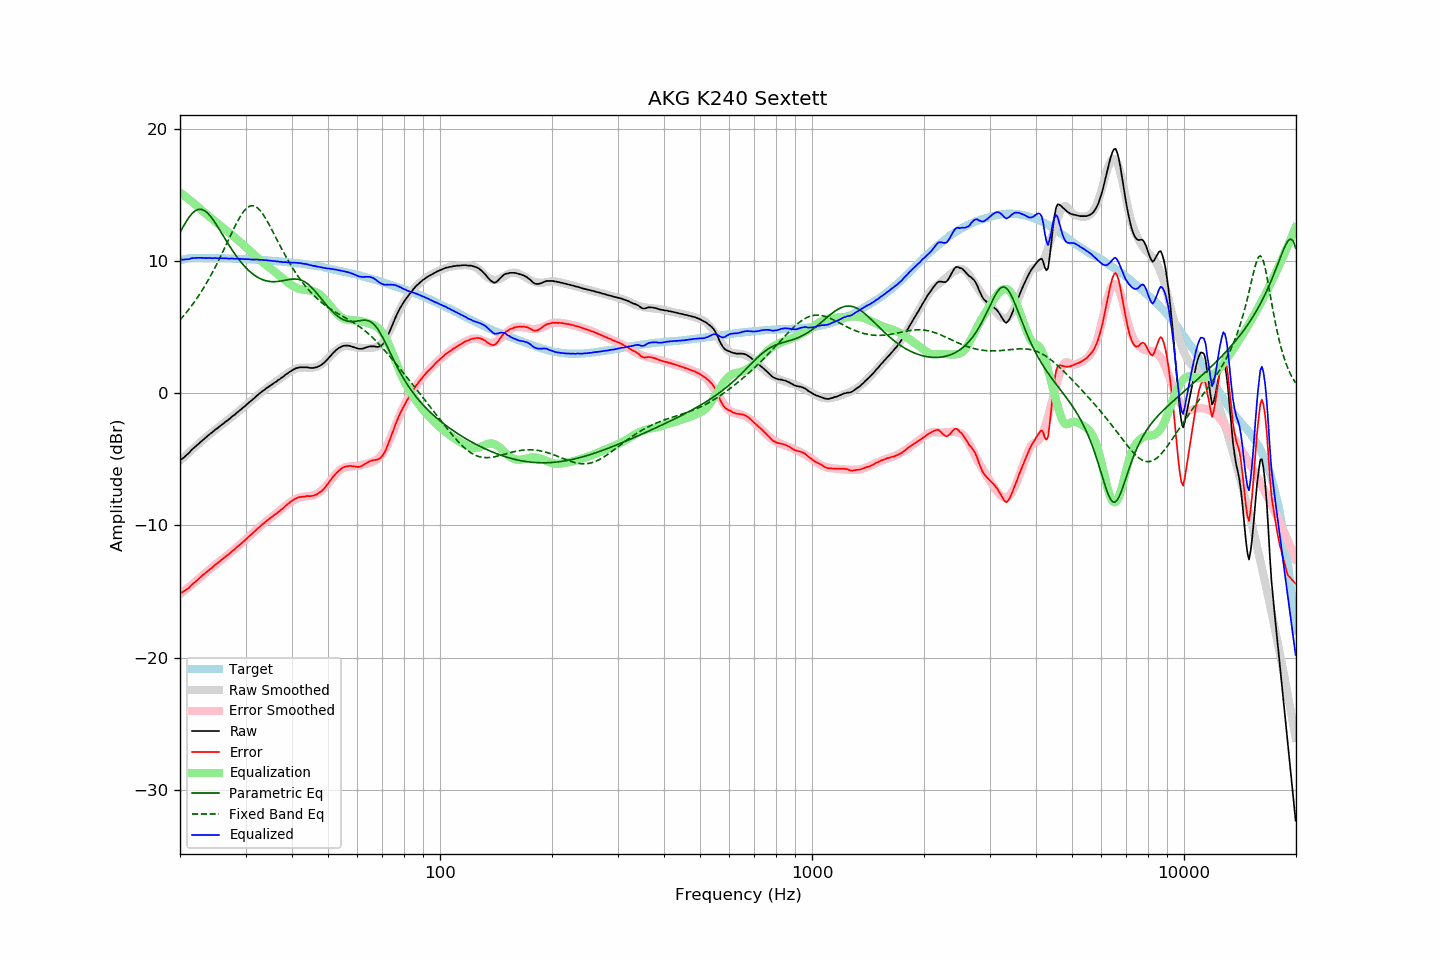 AKG K240 Sextett
20
10
0
−10
−20
−30
Amplitude (dBr)
Target
Raw Smoothed
Error Smoothed
Raw
Error
Equalization
Parametric Eq
Fixed Band Eq
Equalized
100
1000
10000
Frequency (Hz)